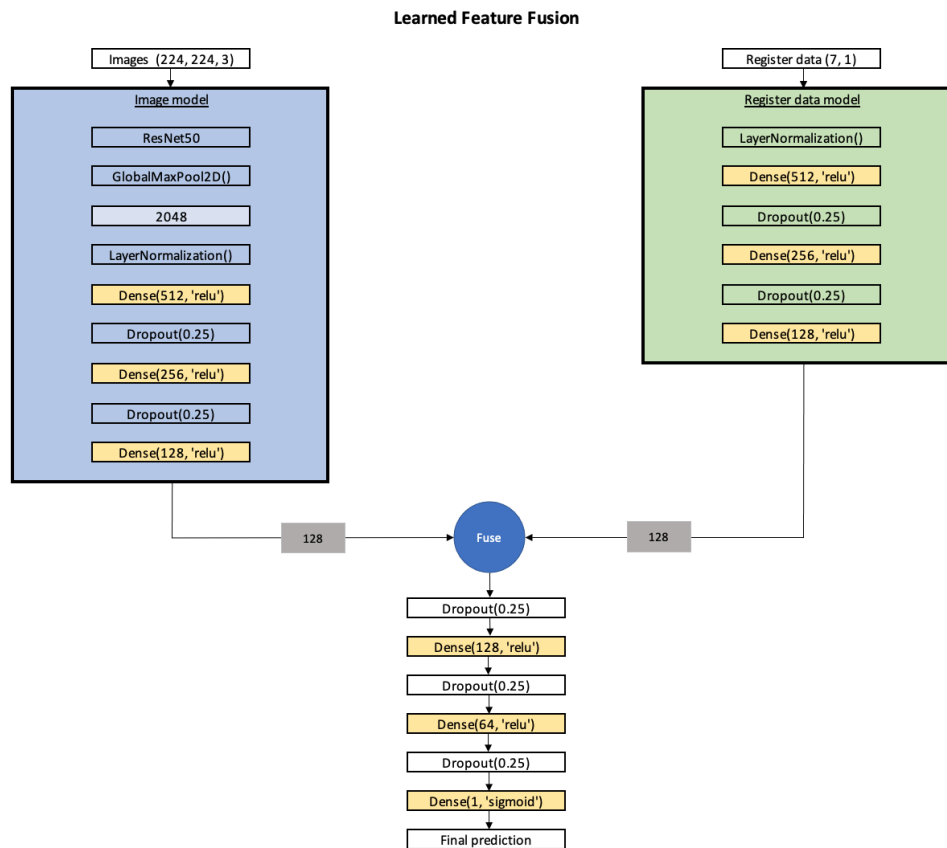 Learned Feature Fusion
Images (224, 224, 3)
Image model
ResNet50
GlobalMaxPool2D()
2048
LayerNormalization()
Dense(512, 'relu')
Dropout(0.25)
Dense(256, 'relu')
Dropout(0.25)
Dense(128, 'relu')
Register data (7, 1)
Register data model
LayerNormalization()
Dense(512, 'relu')
Dropout(0.25)
Dense(256, 'relu')
Dropout(0.25)
Dense(128, 'relu')
128
Fuse
128
Dropout(0.25)
Dense(128, 'relu')
Dropout(0.25)
Dense(64, 'relu')
Dropout(0.25)
Dense(1, 'sigmoid')
Final prediction